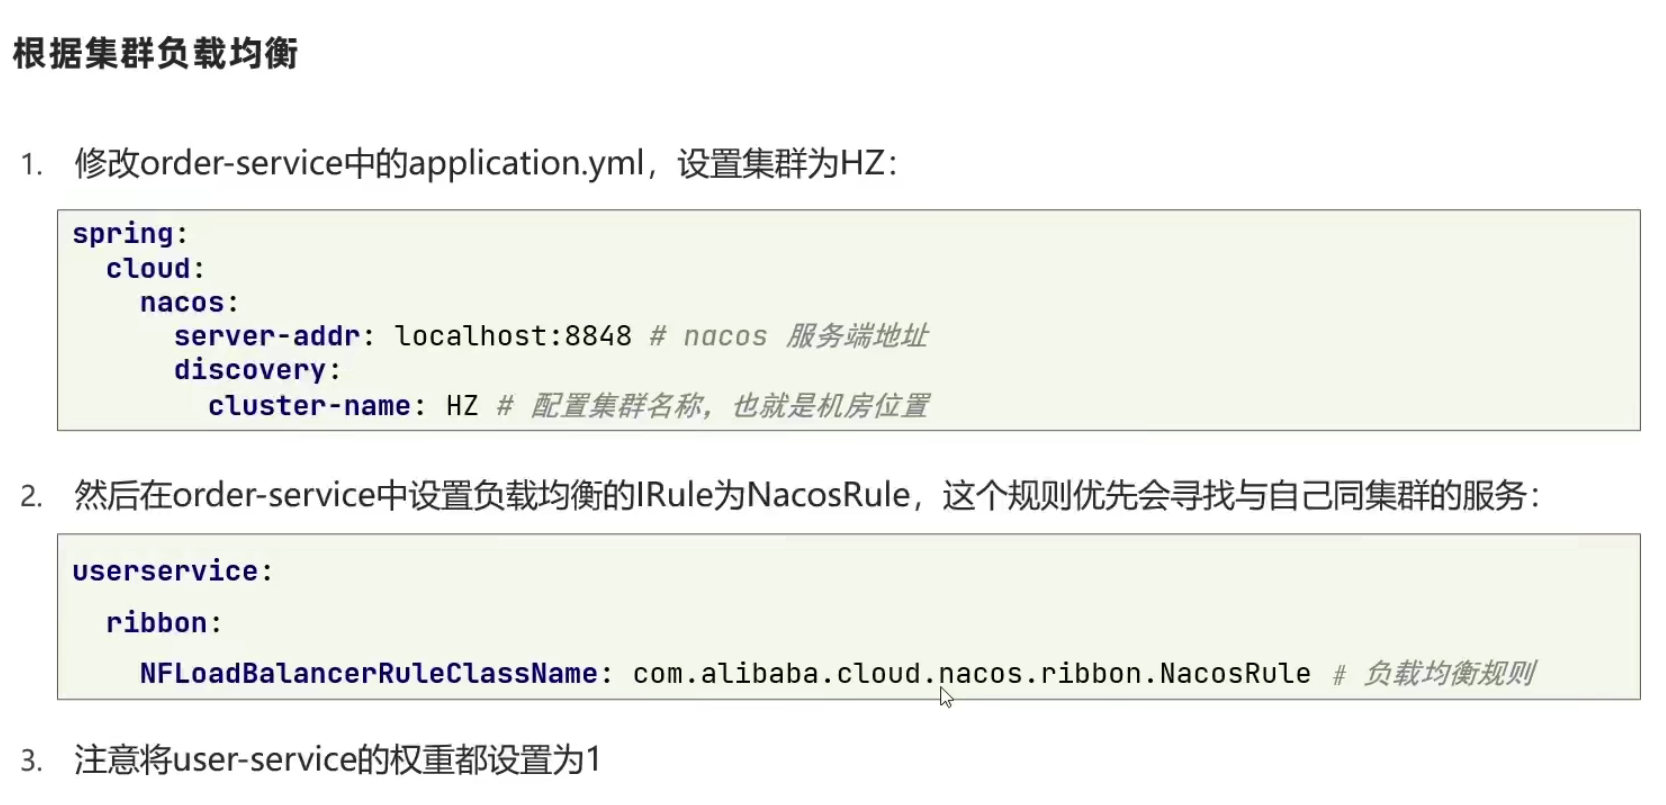 根据集群负载均衡
1. 修改order-service中的application.yml，设置集群为HZ：
spring:
  cloud:
    nacos:
      server-addr: localhost:8848 # nacos 服务端地址
      discovery:
        cluster-name: HZ # 配置集群名称，也就是机房位置
2. 然后在order-service中设置负载均衡的IRule为NacosRule，这个规则优先会寻找与自己同集群的服务：
userservice:
  ribbon:
    NFLoadBalancerRuleClassName: com.alibaba.cloud.nacos.ribbon.NacosRule # 负载均衡规则
3. 注意将user-service的权重都设置为1